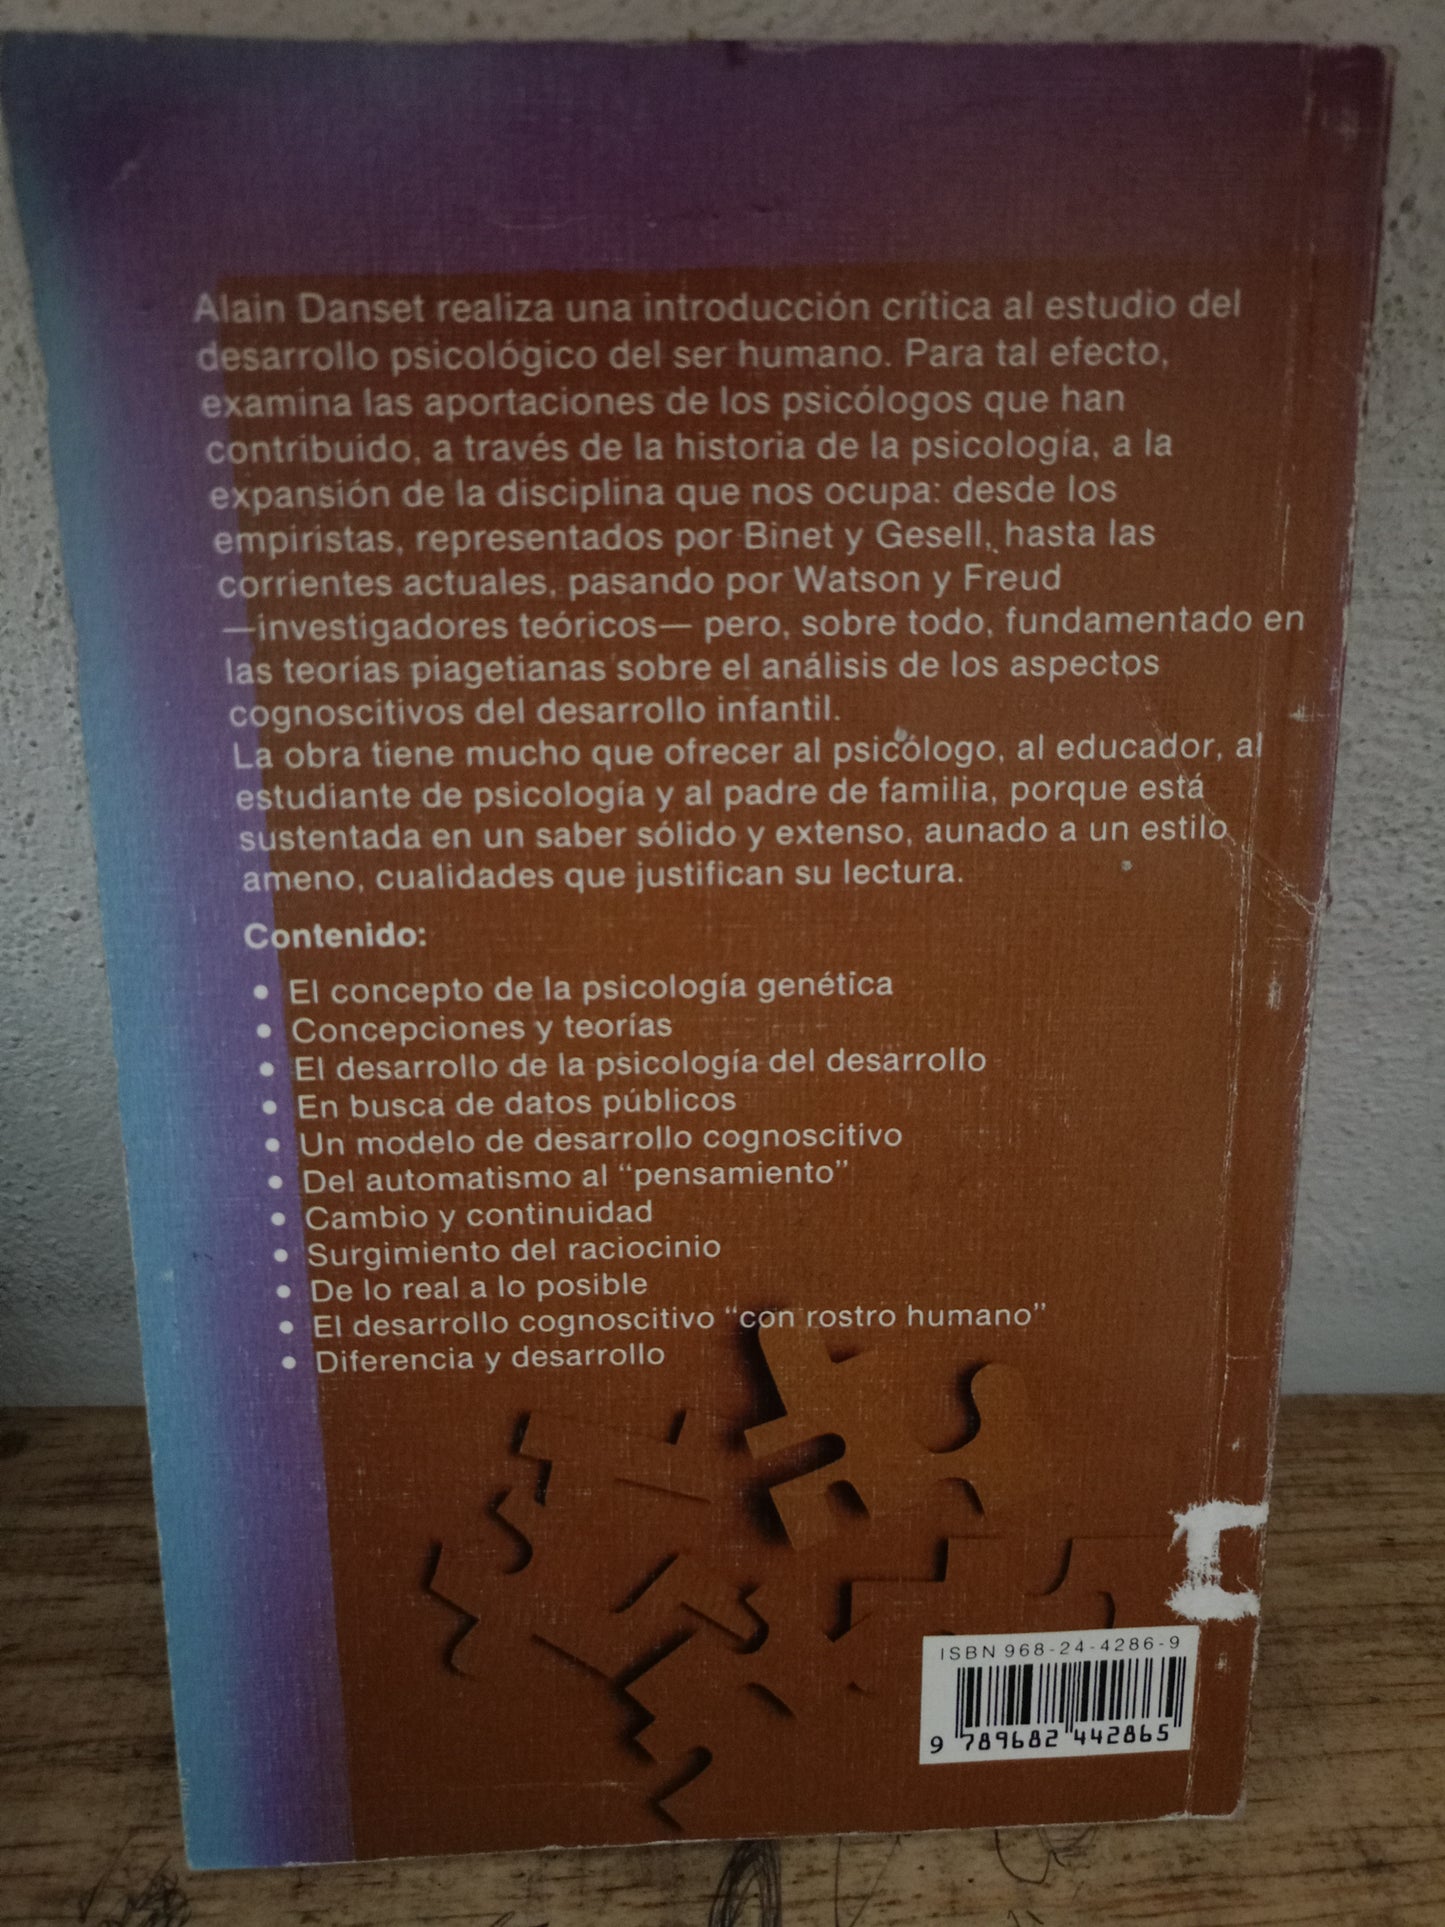 Alain Danset realiza una introducción crítica al estudio del
desarrollo psicológico del ser humano. Para tal efecto,
examina las aportaciones de los psicólogos que han
contribuido, a través de la historia de la psicología, a la
expansión de la disciplina que nos ocupa: desde los
empiristas, representados por Binet y Gesell, hasta las
corrientes actuales, pasando por Watson y Freud
—investigadores teóricos— pero, sobre todo, fundamentado en
las teorías piagetianas sobre el análisis de los aspectos
cognoscitivos del desarrollo infantil.
La obra tiene mucho que ofrecer al psicólogo, al educador, al
estudiante de psicología y al padre de familia, porque está
sustentada en un saber sólido y extenso, aunado a un estilo
ameno, cualidades que justifican su lectura.
Contenido:
• El concepto de la psicología genética
• Concepciones y teorías
• El desarrollo de la psicología del desarrollo
• En busca de datos públicos
• Un modelo de desarrollo cognoscitivo
• Del automatismo al “pensamiento”
• Cambio y continuidad
• Surgimiento del raciocinio
• De lo real a lo posible
• El desarrollo cognoscitivo “con rostro humano”
• Diferencia y desarrollo
ISBN 968-24-4286-9
9 789682 442865